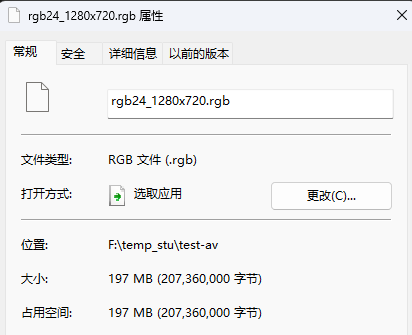 rgb24_1280x720.rgb 属性
常规 安全 详细信息 以前的版本
rgb24_1280x720.rgb
文件类型: RGB 文件 (.rgb)
打开方式: 选取应用 更改(C)...
位置: F:\temp_stu\test-av
大小: 197 MB (207,360,000 字节)
占用空间: 197 MB (207,360,000 字节)